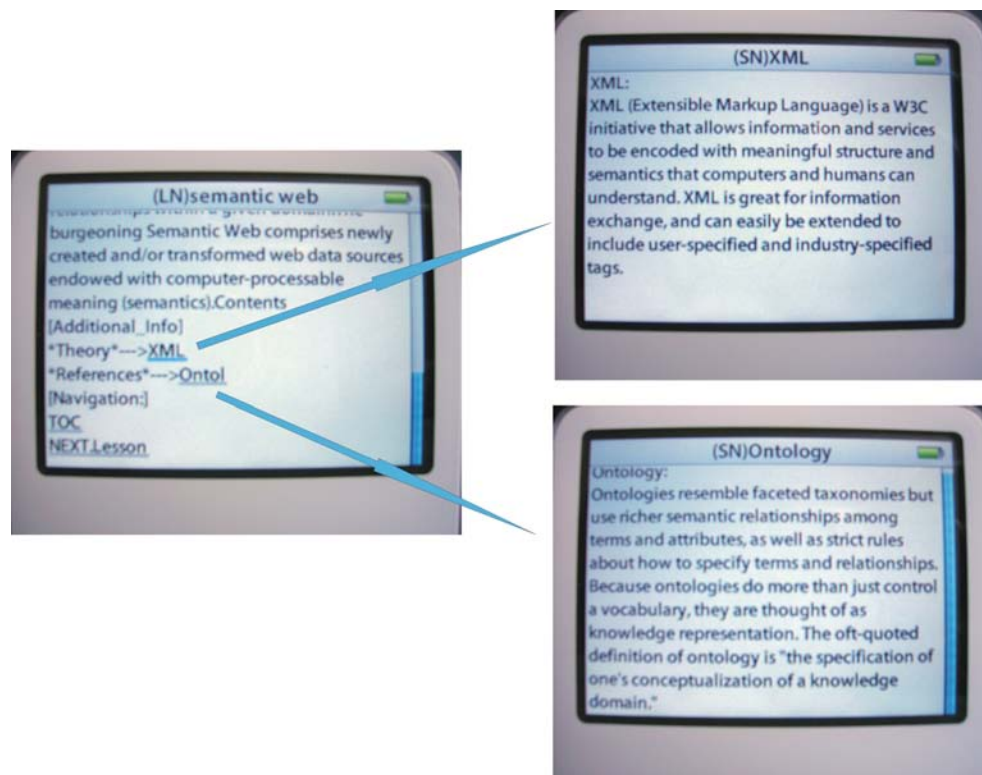 (LN)semantic web
relationships within a given domain.
burgeoning Semantic Web comprises newly
created and/or transformed web data sources
endowed with computer-processable
meaning (semantics).Contents
[Additional_Info]
*Theory*--->XML
*References*--->Ontol
[Navigation:]
TOC
NEXT.Lesson
(SN)XML
XML:
XML (Extensible Markup Language) is a W3C
initiative that allows information and services
to be encoded with meaningful structure and
semantics that computers and humans can
understand. XML is great for information
exchange, and can easily be extended to
include user-specified and industry-specified
tags.
(SN)Ontology
Ontology:
Ontologies resemble faceted taxonomies but
use richer semantic relationships among
terms and attributes, as well as strict rules
about how to specify terms and relationships.
Because ontologies do more than just control
a vocabulary, they are thought of as
knowledge representation. The oft-quoted
definition of ontology is "the specification of
one's conceptualization of a knowledge
domain."